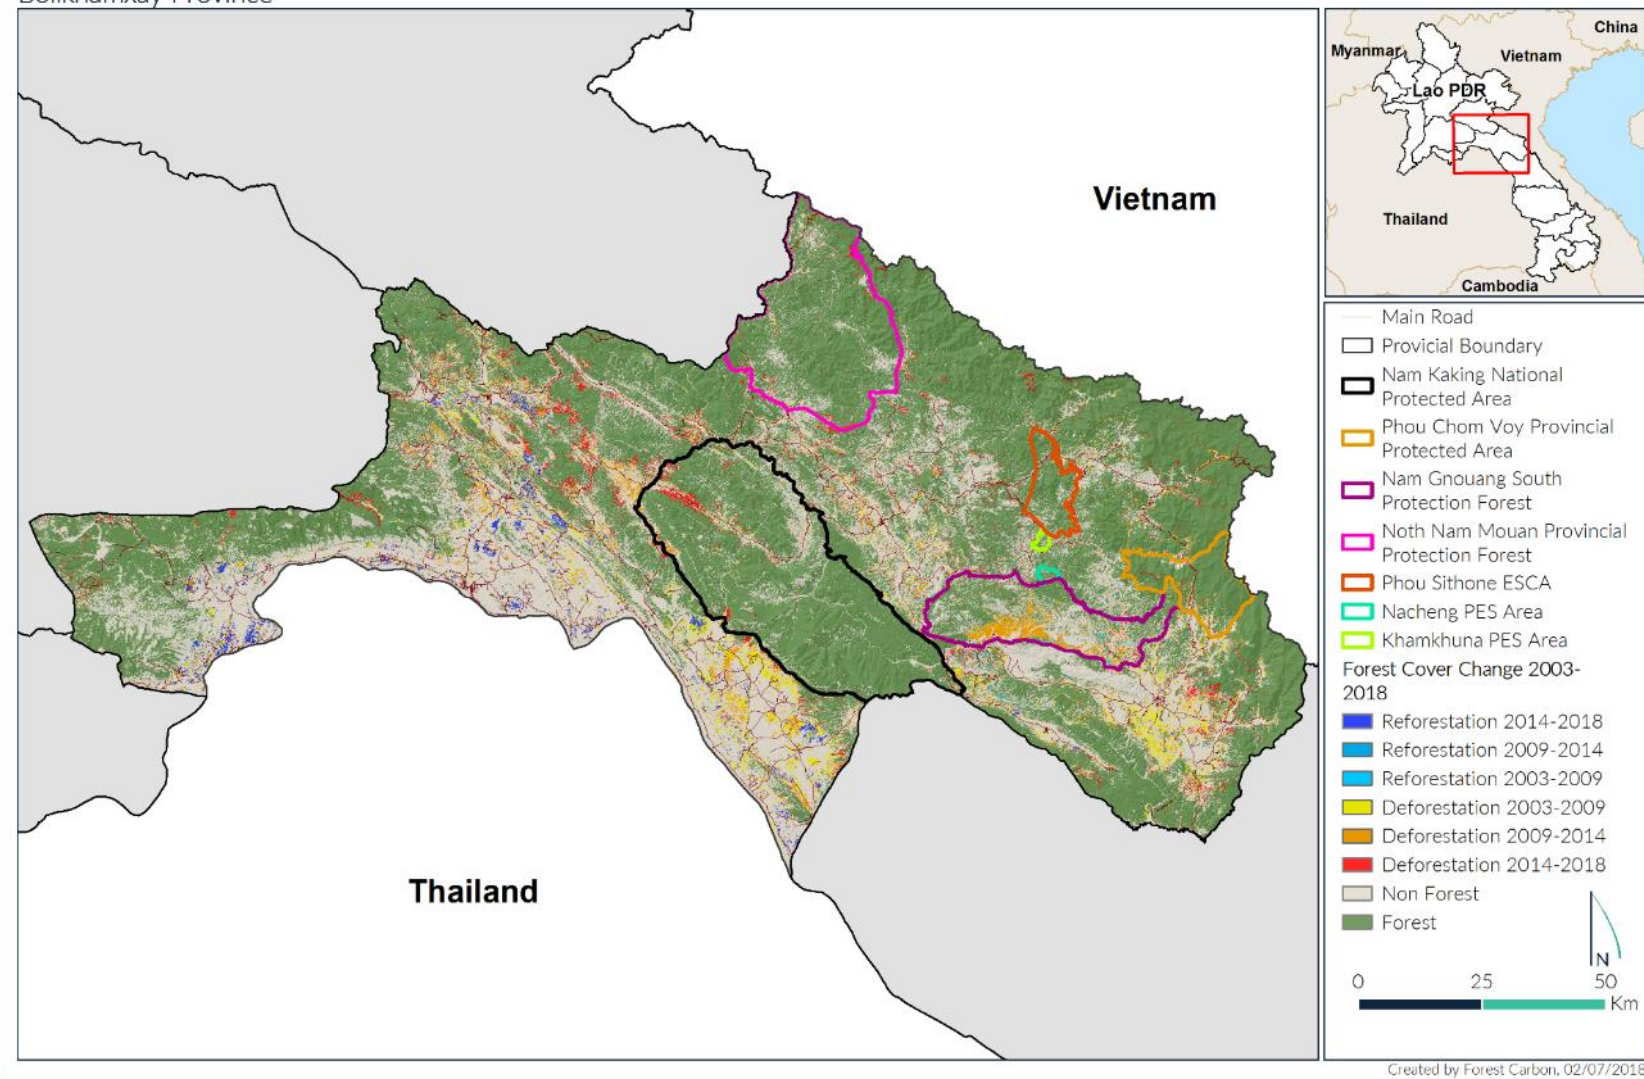 Bolikhamxay Province
Vietnam
Thailand
China
Myanmar
Vietnam
Lao PDR
Thailand
Cambodia
Main Road
Provicial Boundary
Nam Kaking National
Protected Area
Phou Chom Voy Provincial
Protected Area
Nam Gnouang South
Protection Forest
Noth Nam Mouan Provincial
Protection Forest
Phou Sithone ESCA
Nacheng PES Area
Khamkhuna PES Area
Forest Cover Change 2003-
2018
Reforestation 2014-2018
Reforestation 2009-2014
Reforestation 2003-2009
Deforestation 2003-2009
Deforestation 2009-2014
Deforestation 2014-2018
Non Forest
Forest
N
0 25 50
Km
Created by Forest Carbon, 02/07/2018